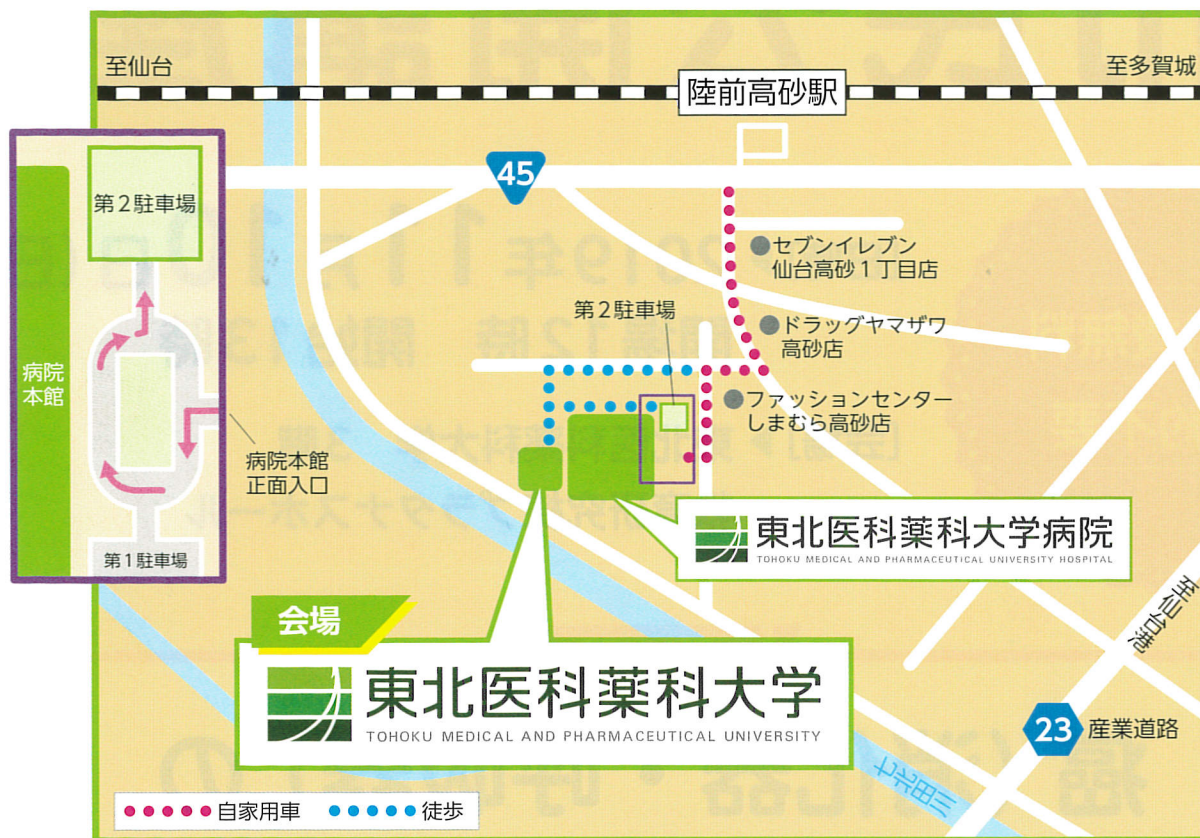 至仙台
至多賀城
陸前高砂駅
45
第2駐車場
病院
本館
病院本館
正面入口
第1駐車場
セブンイレブン
仙台高砂1丁目店
第2駐車場
ドラッグヤマザワ
高砂店
ファッションセンター
しまむら高砂店
東北医科薬科大学病院
TOHOKU MEDICAL AND PHARMACEUTICAL UNIVERSITY HOSPITAL
会場
東北医科薬科大学
TOHOKU MEDICAL AND PHARMACEUTICAL UNIVERSITY
至仙台港
23 産業道路
七北田川
自家用車 徒歩